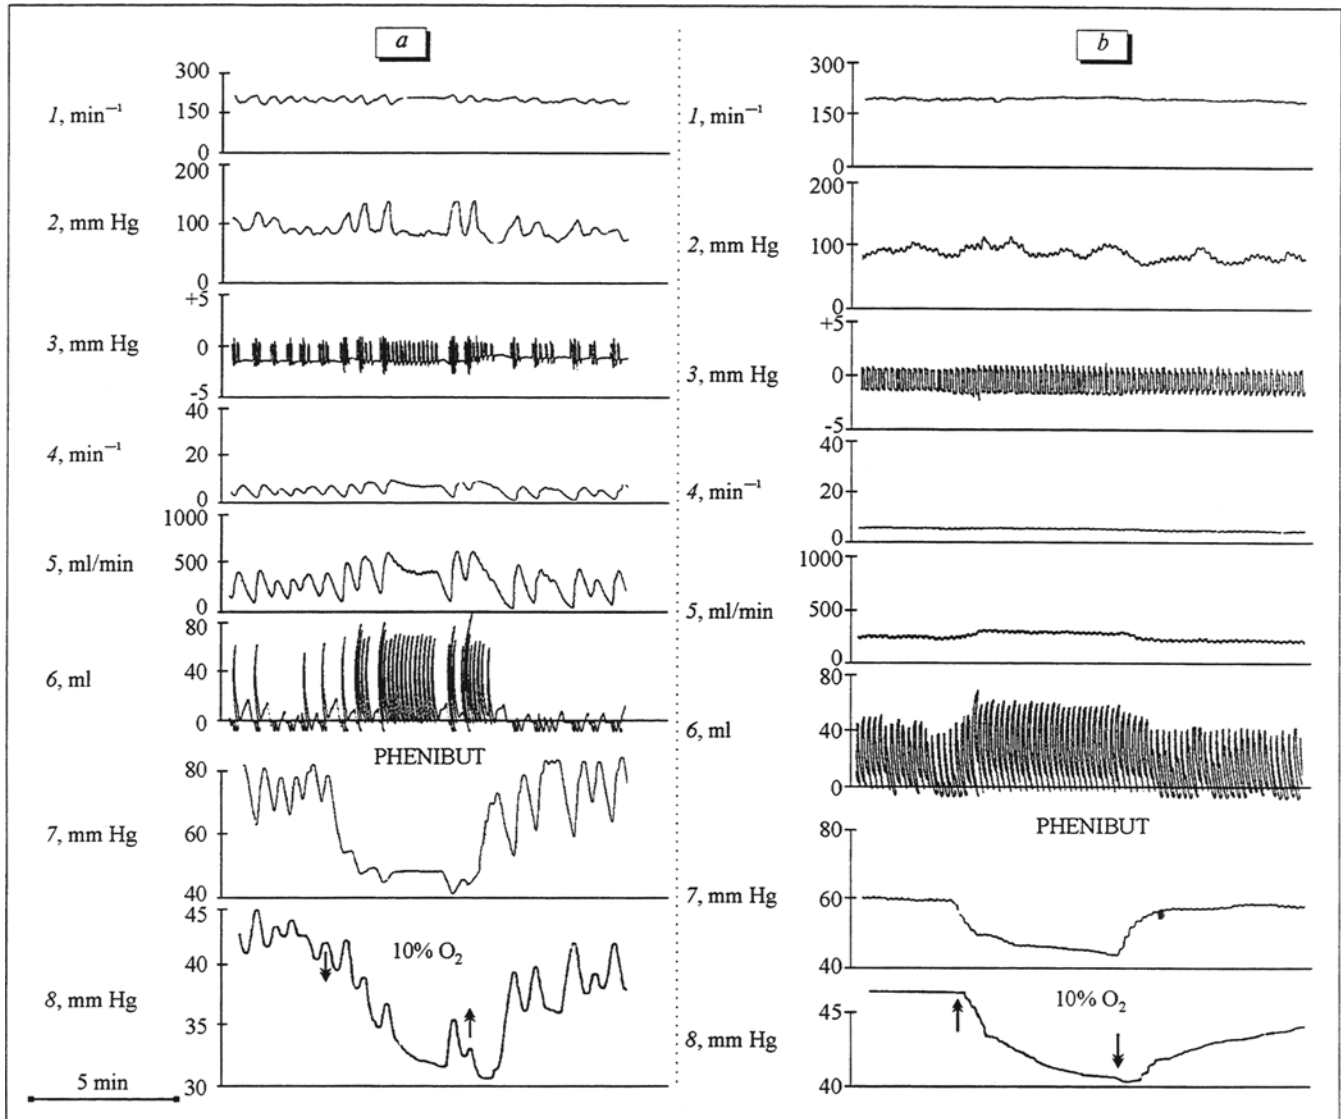 a
300
150
0
1, min⁻¹
200
100
0
2, mm Hg
+5
0
-5
3, mm Hg
40
20
0
4, min⁻¹
1000
500
0
5, ml/min
80
40
0
6, ml
PHENIBUT
80
60
40
7, mm Hg
45
40
35
30
8, mm Hg
10% O₂
5 min
b
300
150
0
1, min⁻¹
200
100
0
2, mm Hg
+5
0
-5
3, mm Hg
40
20
0
4, min⁻¹
1000
500
0
5, ml/min
80
40
0
6, ml
PHENIBUT
80
60
40
7, mm Hg
45
40
8, mm Hg
10% O₂